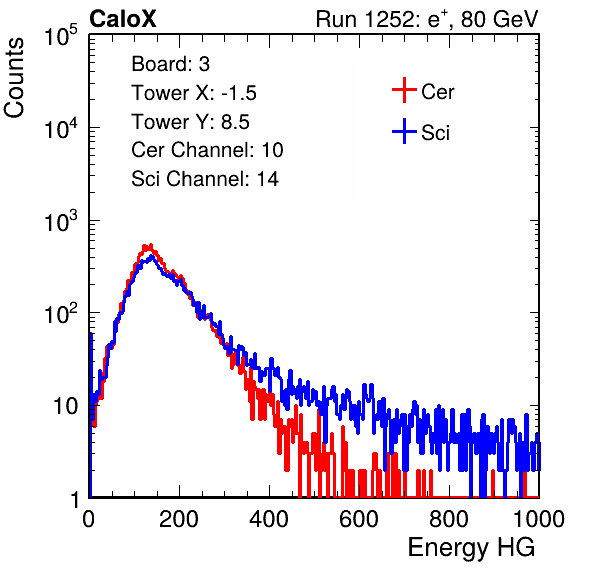 CaloX Run 1252: e⁺, 80 GeV
Counts
10⁵
10⁴
10³
10²
10
1
Board: 3
Tower X: -1.5
Tower Y: 8.5
Cer Channel: 10
Sci Channel: 14
Cer
Sci
0 200 400 600 800 1000
Energy HG